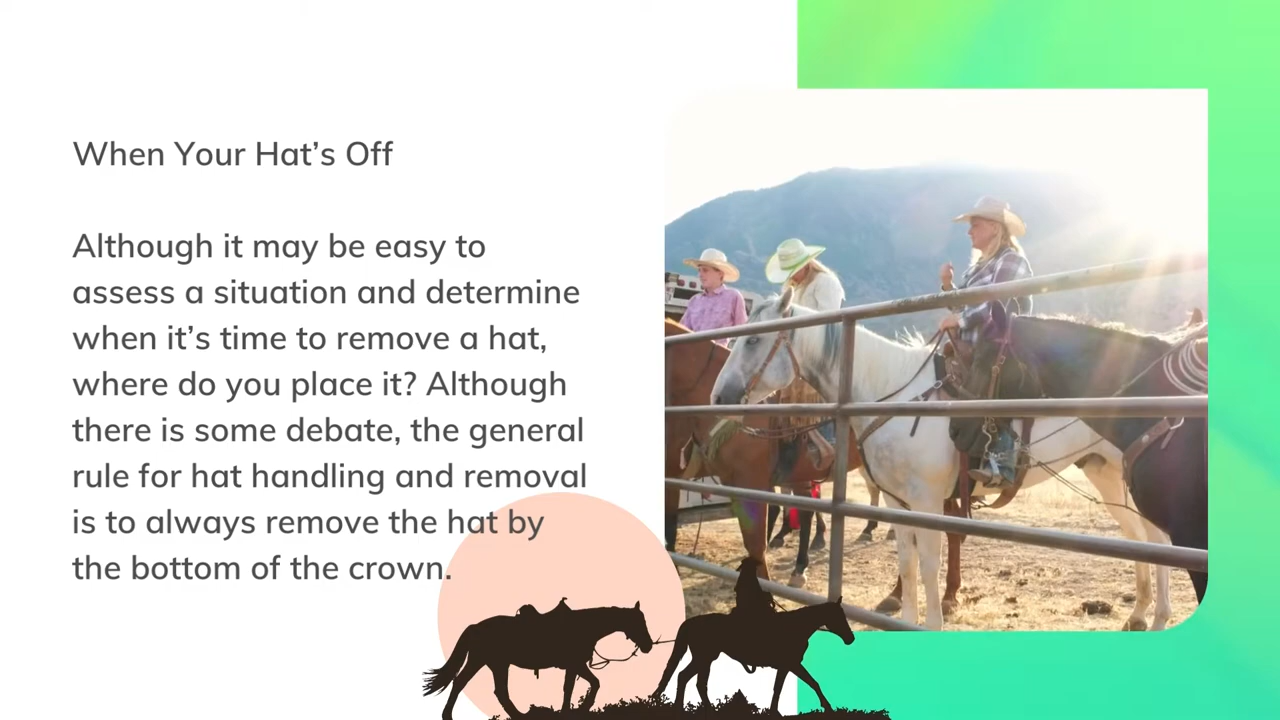 When Your Hat’s Off
Although it may be easy to
assess a situation and determine
when it’s time to remove a hat,
where do you place it? Although
there is some debate, the general
rule for hat handling and removal
is to always remove the hat by
the bottom of the crown.